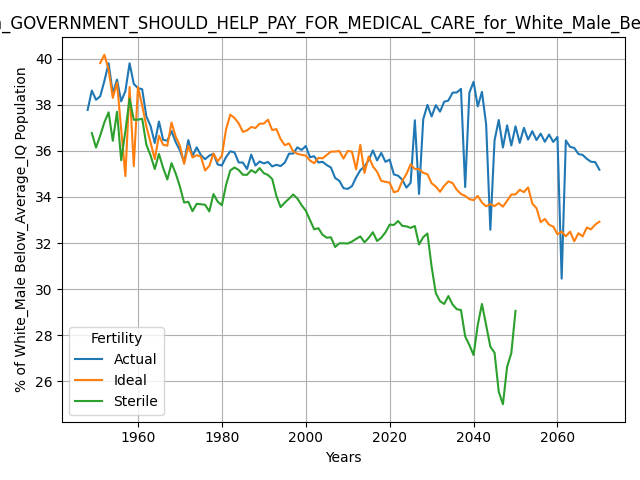 _GOVERNMENT_SHOULD_HELP_PAY_FOR_MEDICAL_CARE_for_White_Male_Be
% of White_Male Below_Average_IQ Population
40
38
36
34
32
30
28
26
Fertility
Actual
Ideal
Sterile
1960
1980
2000
2020
2040
2060
Years